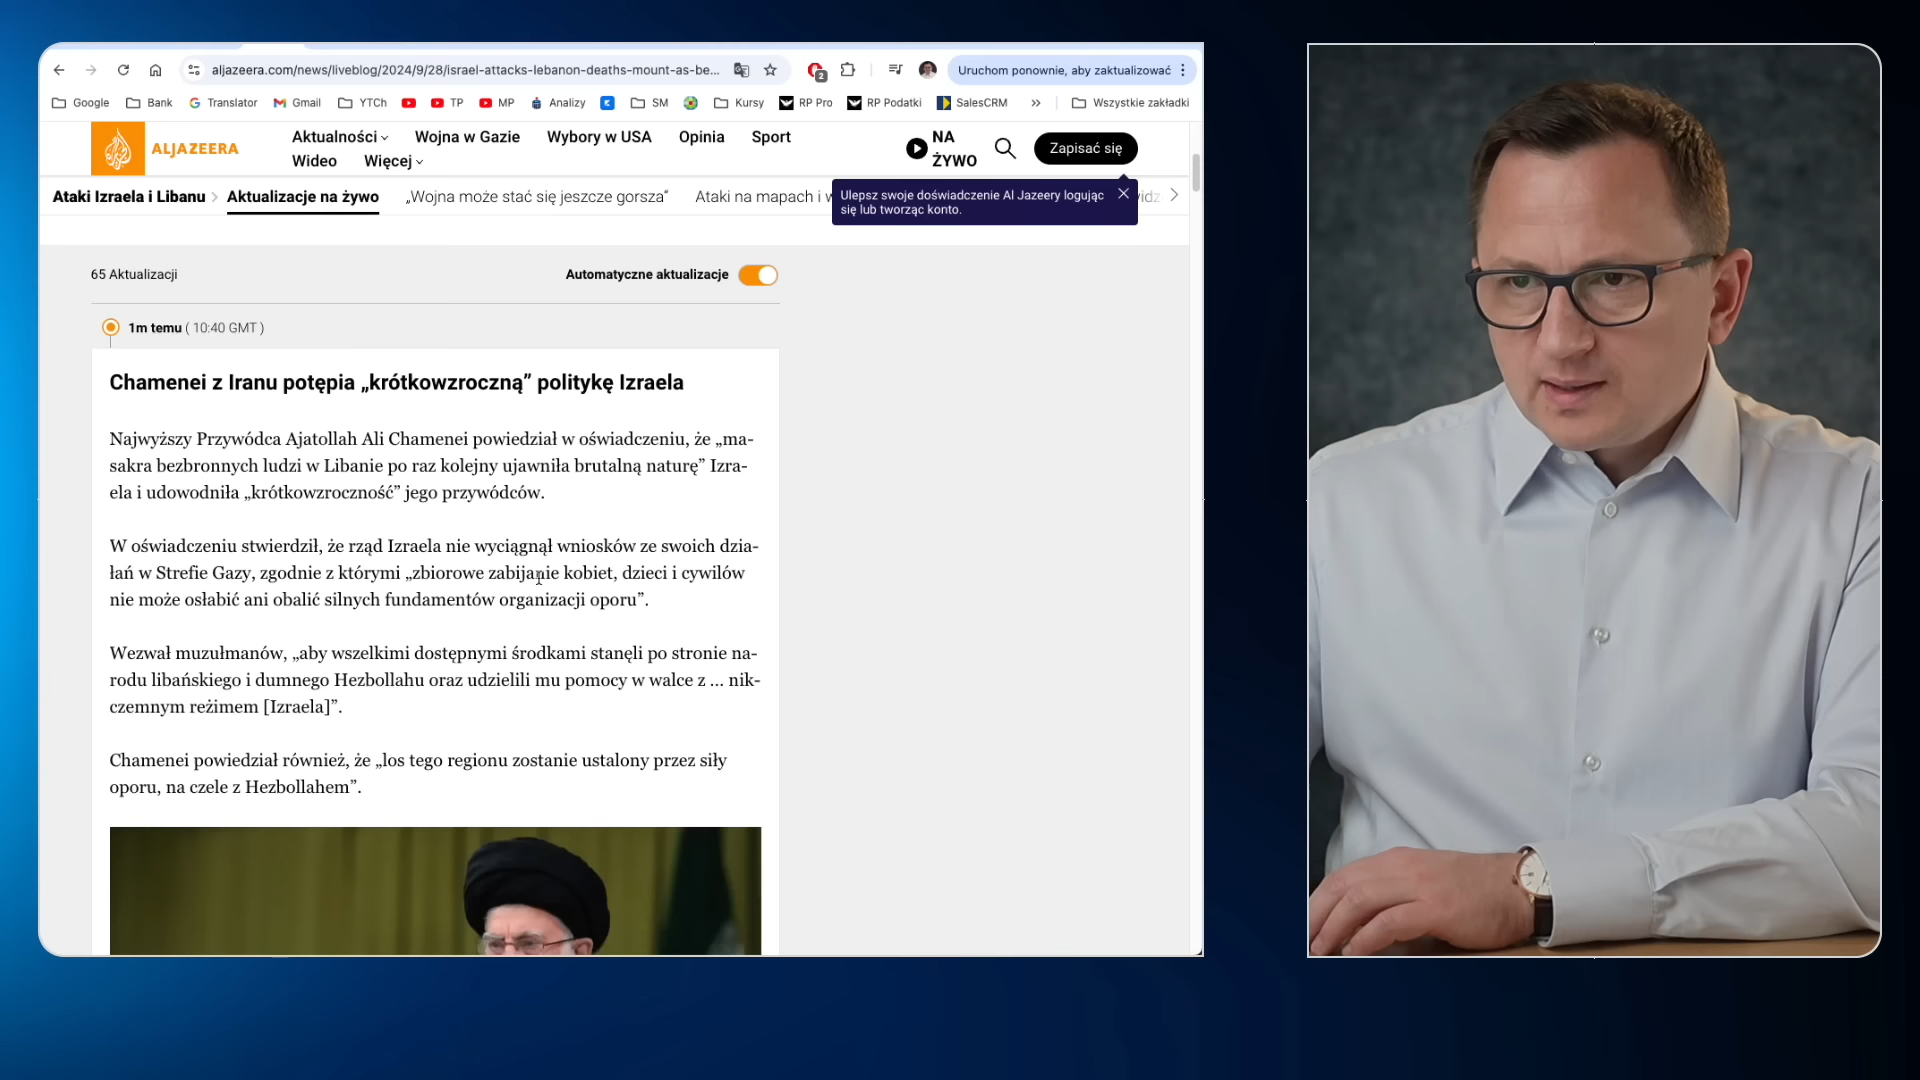 aljazeera.com/news/liveblog/2024/9/28/israel-attacks-lebanon-deaths-mount-as-be...
2
Uruchom ponownie, aby zaktualizować
Google
Bank
Translator
Gmail
YTCh
TP
MP
Analizy
SM
Kursy
RP Pro
RP Podatki
SalesCRM
»
Wszystkie zakładki
ALJAZEERA
Aktualności
Wojna w Gazie
Wybory w USA
Opinia
Sport
Wideo
Więcej
NA
ŻYWO
Zapisać się
Ataki Izraela i Libanu
Aktualizacje na żywo
„Wojna może stać się jeszcze gorsza“
Ataki na mapach i
Ulepsz swoje doświadczenie Al Jazeery logując
się lub tworząc konto.
65 Aktualizacji
Automatyczne aktualizacje
1m temu ( 10:40 GMT )
Chamenei z Iranu potępia „krótkowzroczną” politykę Izraela
Najwyższy Przywódca Ajatollah Ali Chamenei powiedział w oświadczeniu, że „ma-
sakra bezbronnych ludzi w Libanie po raz kolejny ujawniła brutalną naturę” Izra-
ela i udowodniła „krótkowzroczność” jego przywódców.
W oświadczeniu stwierdził, że rząd Izraela nie wyciągnął wniosków ze swoich dzia-
łań w Strefie Gazy, zgodnie z którymi „zbiorowe zabijanie kobiet, dzieci i cywilów
nie może osłabić ani obalić silnych fundamentów organizacji oporu”.
Wezwał muzułmanów, „aby wszelkimi dostępnymi środkami stanęli po stronie na-
rodu libańskiego i dumnego Hezbollahu oraz udzielili mu pomocy w walce z ... nik-
czemnym reżimem [Izraela]”.
Chamenei powiedział również, że „los tego regionu zostanie ustalony przez siły
oporu, na czele z Hezbollahem”.